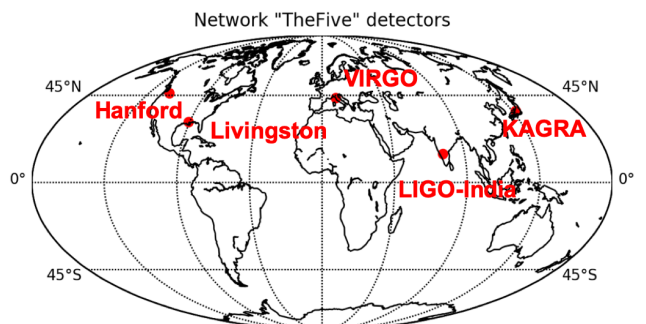 Network "TheFive" detectors
45°N
VIRGO
45°N
Hanford
Livingston
KAGRA
0°
LIGO-India
0°
45°S
45°S